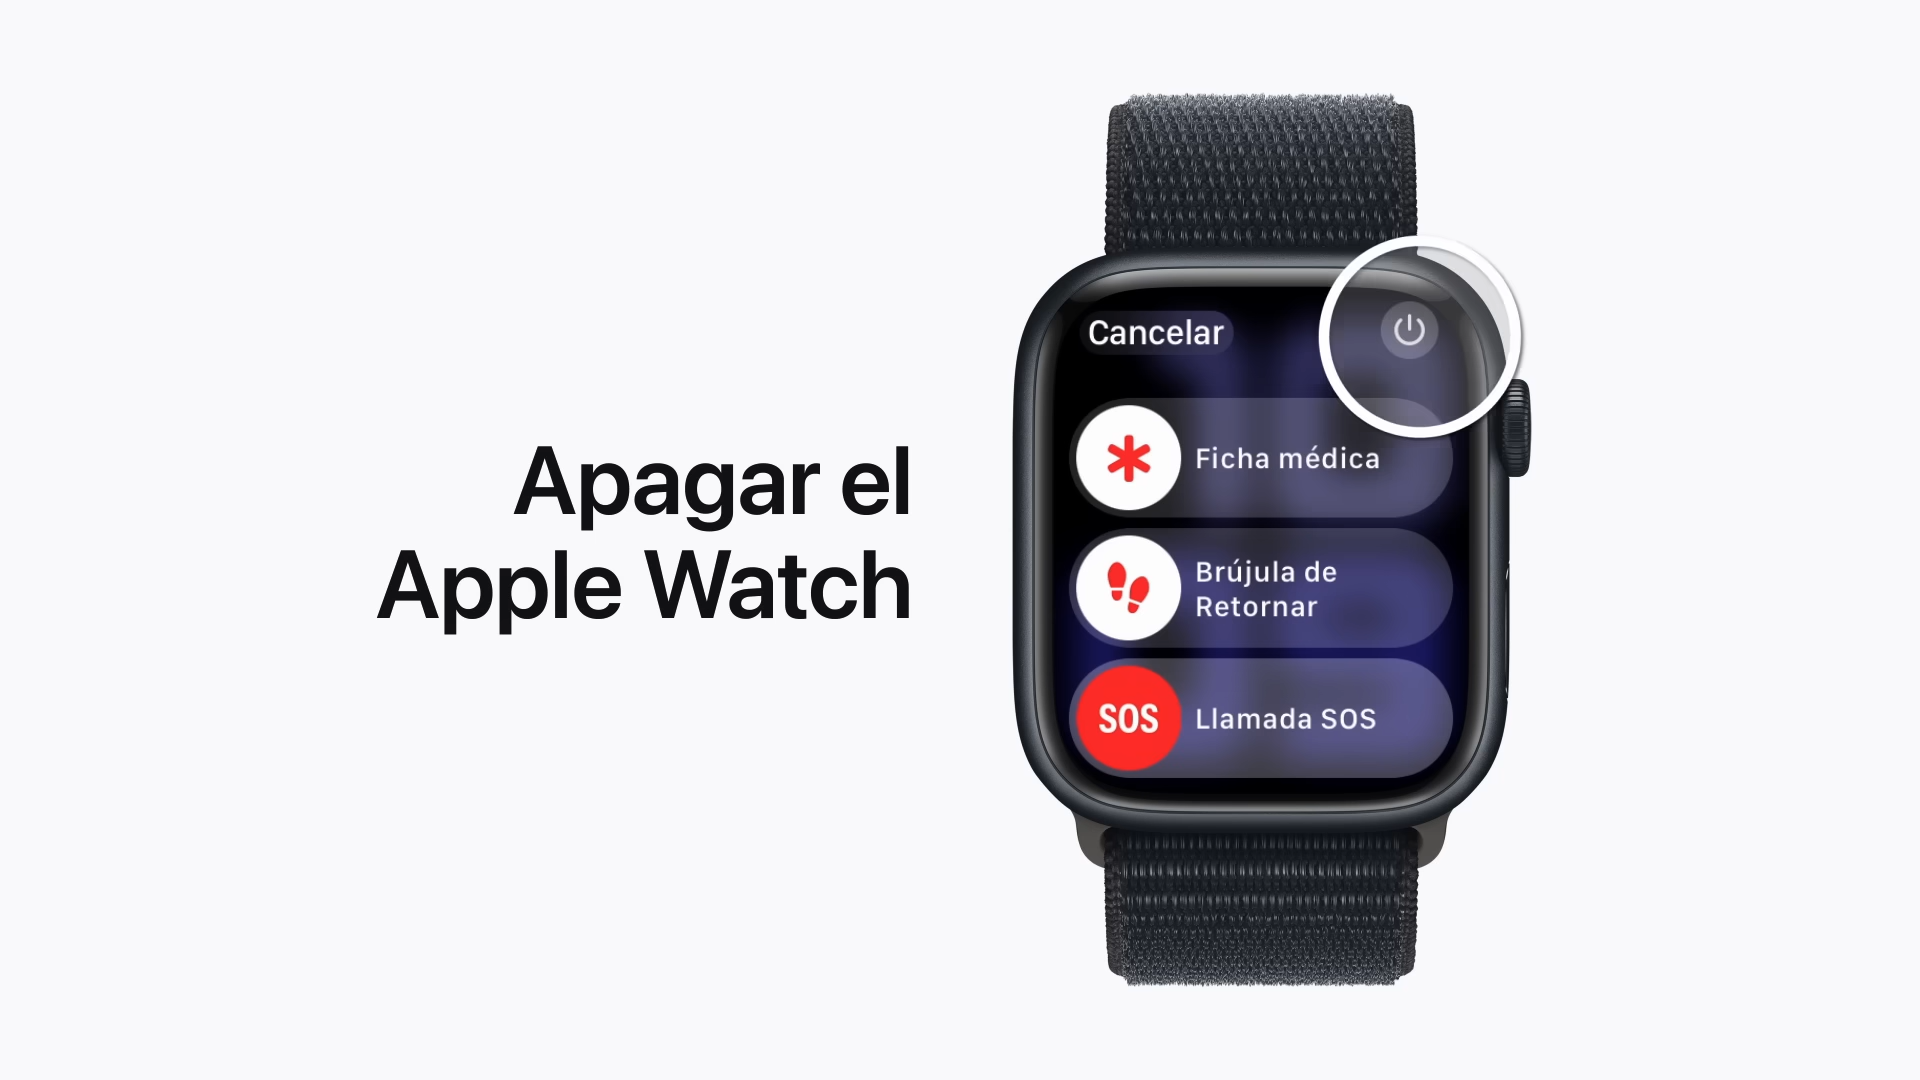 Apagar el
Apple Watch
Cancelar
Ficha médica
Brújula de
Retornar
SOS
Llamada SOS